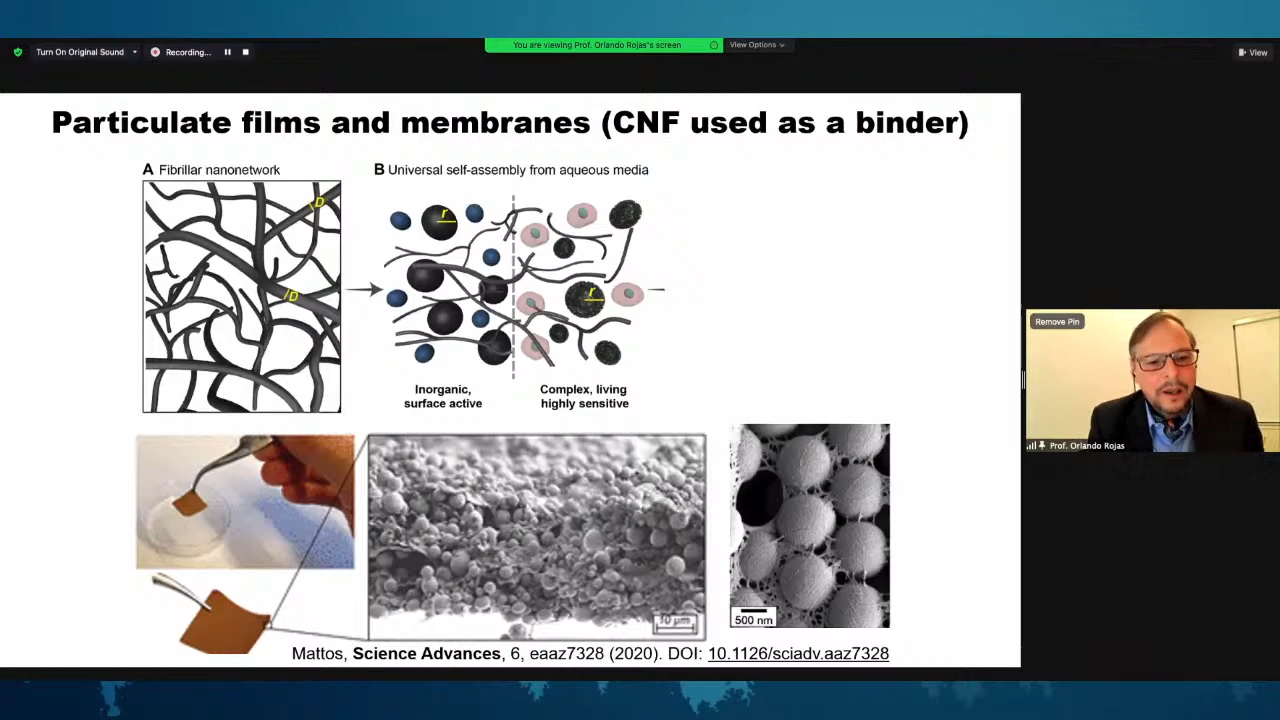 Turn On Original Sound
Recording...
You are viewing Prof. Orlando Rojas's screen
View Options
View
Particulate films and membranes (CNF used as a binder)
A Fibrillar nanonetwork
B Universal self-assembly from aqueous media
D
D
r
r
Inorganic,
surface active
Complex, living
highly sensitive
10 µm
500 nm
Mattos, Science Advances, 6, eaaz7328 (2020). DOI: 10.1126/sciadv.aaz7328
Remove Pin
Prof. Orlando Rojas